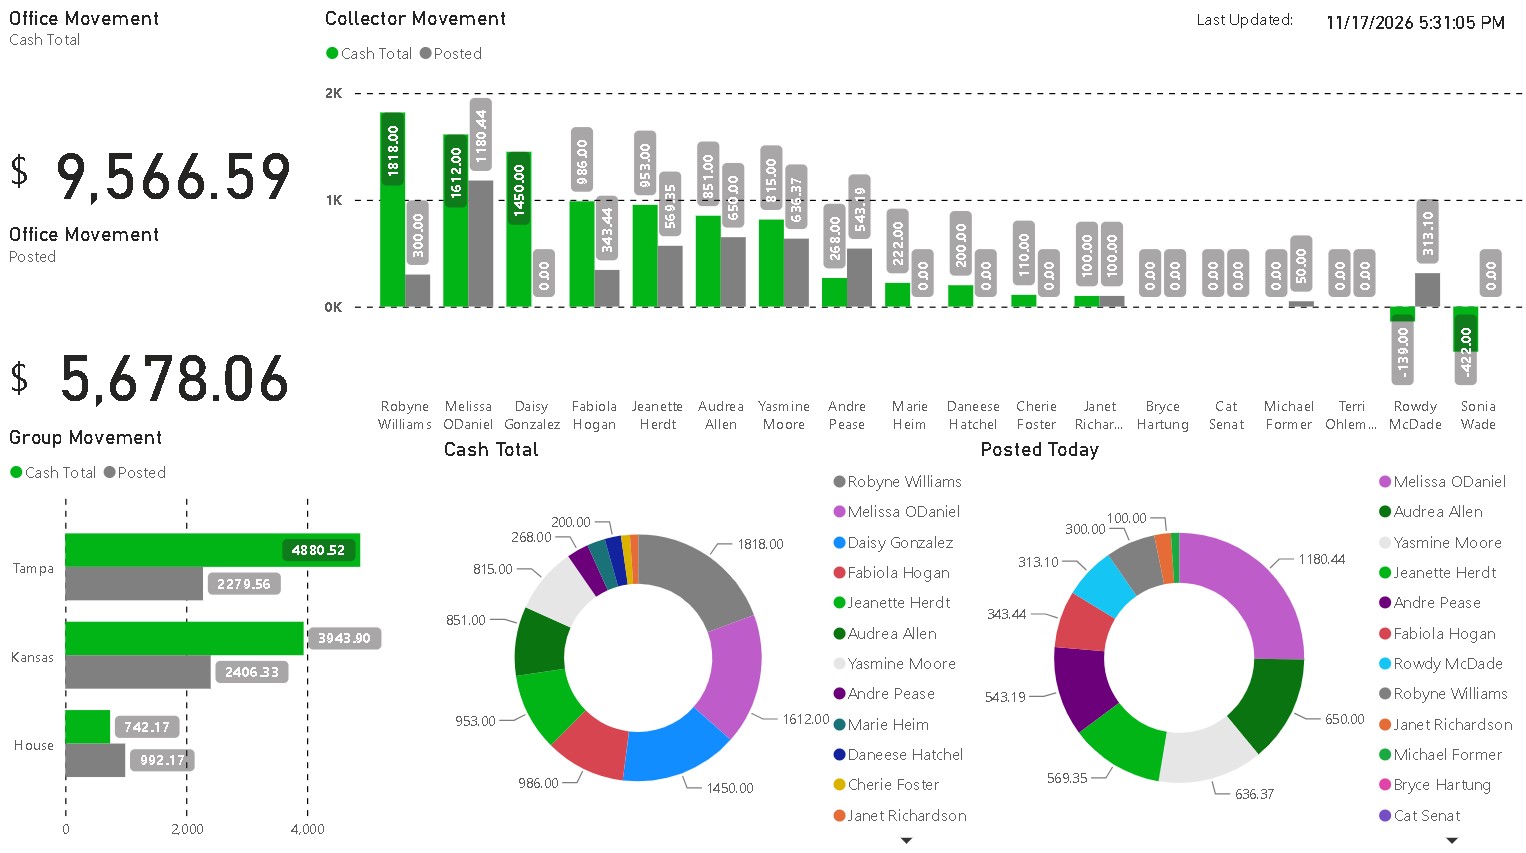 Office Movement
Cash Total
$ 9,566.59
Office Movement
Posted
$ 5,678.06
Collector Movement
Cash Total Posted
Last Updated: 11/17/2026 5:31:05 PM
2K
1K
0K
1818.00
300.00
1612.00
1180.44
1450.00
0.00
986.00
343.44
953.00
569.35
851.00
650.00
815.00
636.37
268.00
543.19
222.00
0.00
200.00
0.00
110.00
0.00
100.00
100.00
0.00
0.00
0.00
0.00
0.00
50.00
0.00
0.00
-139.00
313.10
-422.00
0.00
Robyne Williams
Melissa ODaniel
Daisy Gonzalez
Fabiola Hogan
Jeanette Herdt
Audrea Allen
Yasmine Moore
Andre Pease
Marie Heim
Daneese Hatchel
Cherie Foster
Janet Richar...
Bryce Hartung
Cat Senat
Michael Former
Terri Ohlem...
Rowdy McDade
Sonia Wade
Group Movement
Cash Total Posted
Tampa
4880.52
2279.56
Kansas
3943.90
2406.33
House
742.17
992.17
0
2,000
4,000
Cash Total
1818.00
1612.00
1450.00
986.00
953.00
851.00
815.00
268.00
200.00
Robyne Williams
Melissa ODaniel
Daisy Gonzalez
Fabiola Hogan
Jeanette Herdt
Audrea Allen
Yasmine Moore
Andre Pease
Marie Heim
Daneese Hatchel
Cherie Foster
Janet Richardson
Posted Today
1180.44
650.00
636.37
569.35
543.19
343.44
313.10
300.00
100.00
Melissa ODaniel
Audrea Allen
Yasmine Moore
Jeanette Herdt
Andre Pease
Fabiola Hogan
Rowdy McDade
Robyne Williams
Janet Richardson
Michael Former
Bryce Hartung
Cat Senat